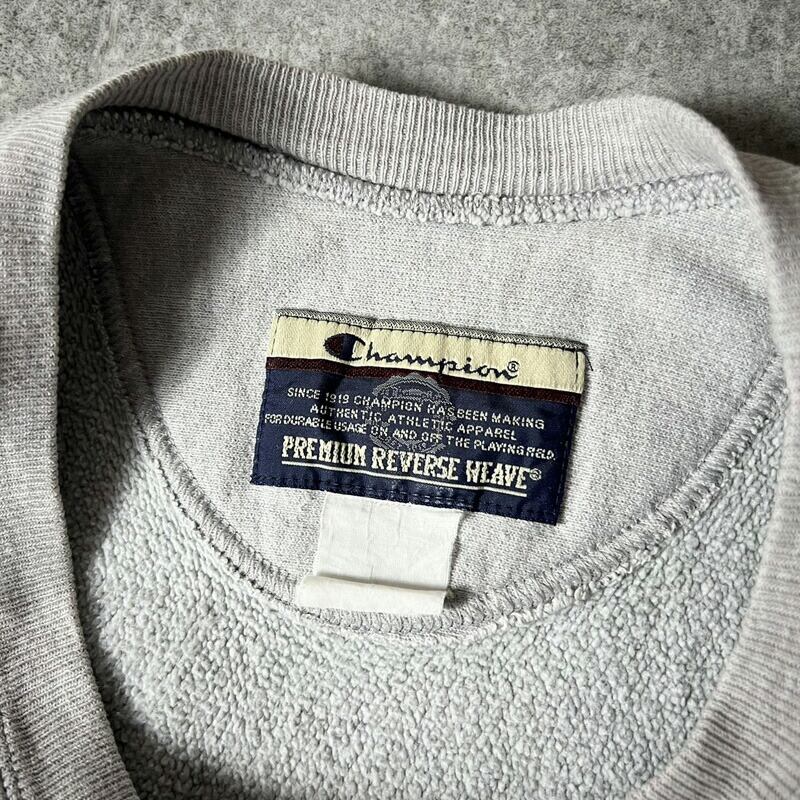 Champion®
SINCE 1919 CHAMPION HAS BEEN MAKING
AUTHENTIC ATHLETIC APPAREL
FOR DURABLE USAGE ON AND OFF THE PLAYING FIELD.
PREMIUM REVERSE WEAVE®